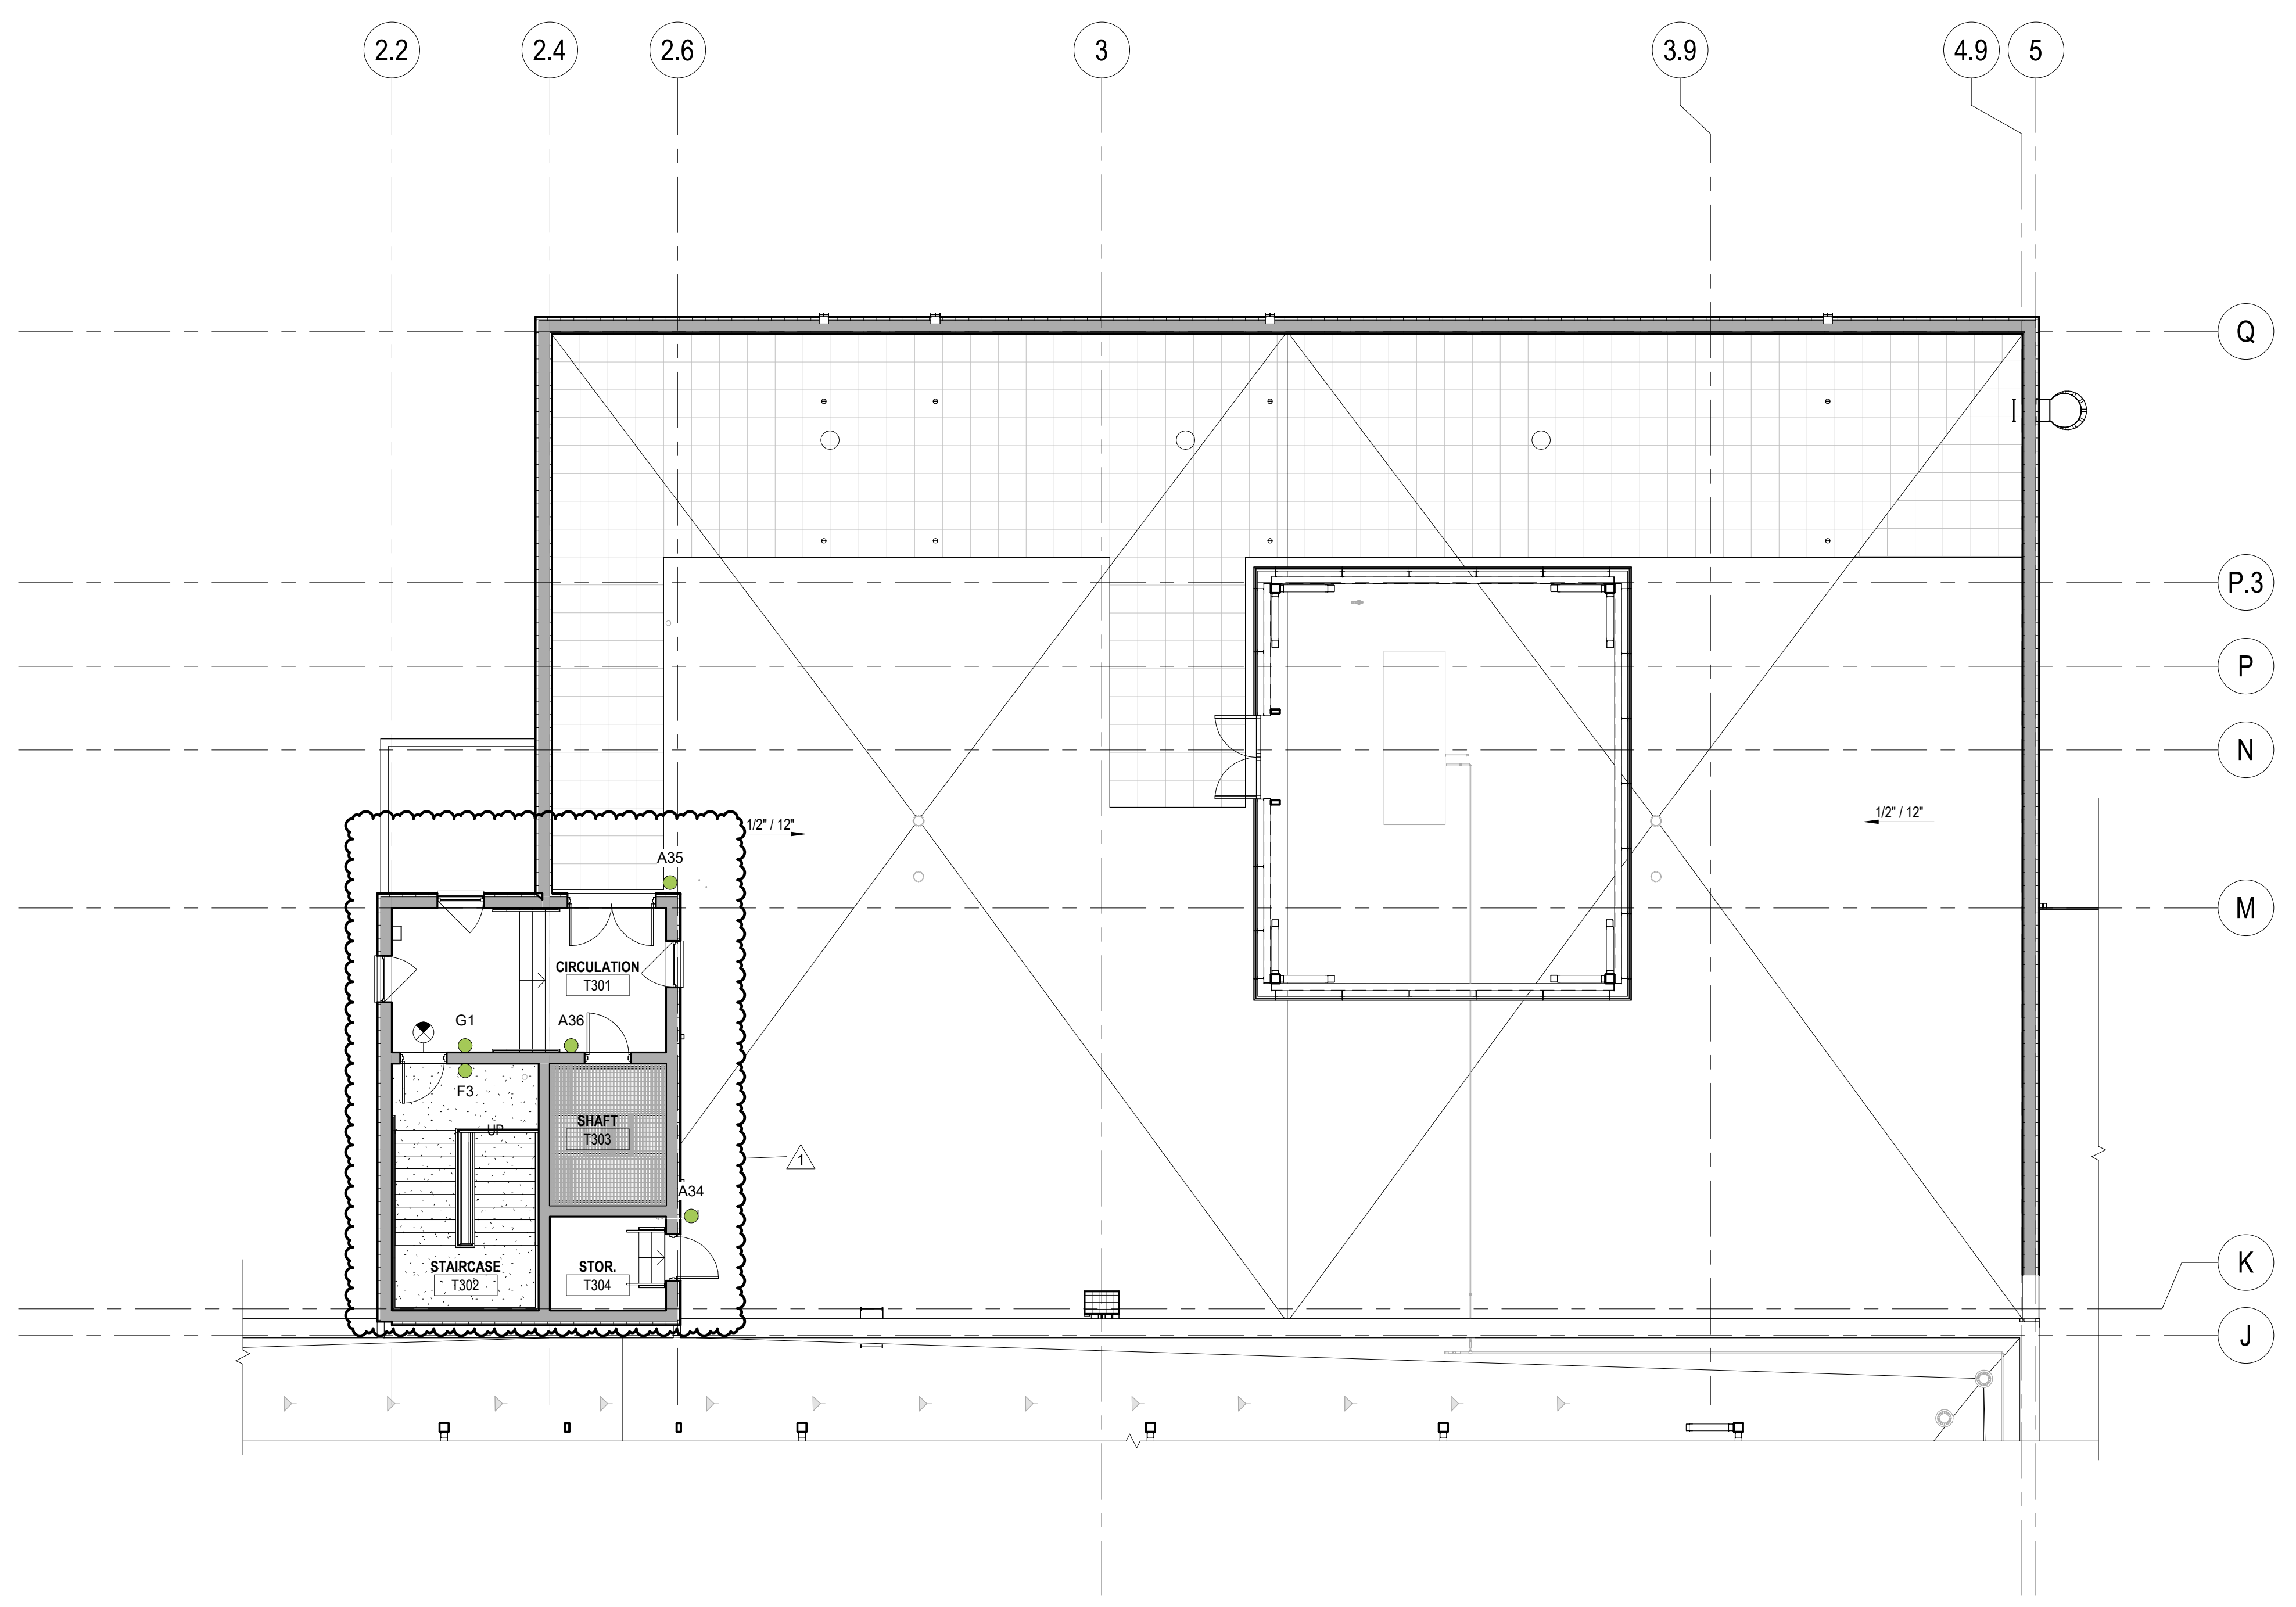 2.2
2.4
2.6
3
3.9
4.9
5
Q
P.3
P
N
1/2" / 12"
1/2" / 12"
A35
M
CIRCULATION
T301
G1
A36
F3
SHAFT
T303
UP
1
A34
STAIRCASE
T302
STOR.
T304
K
J